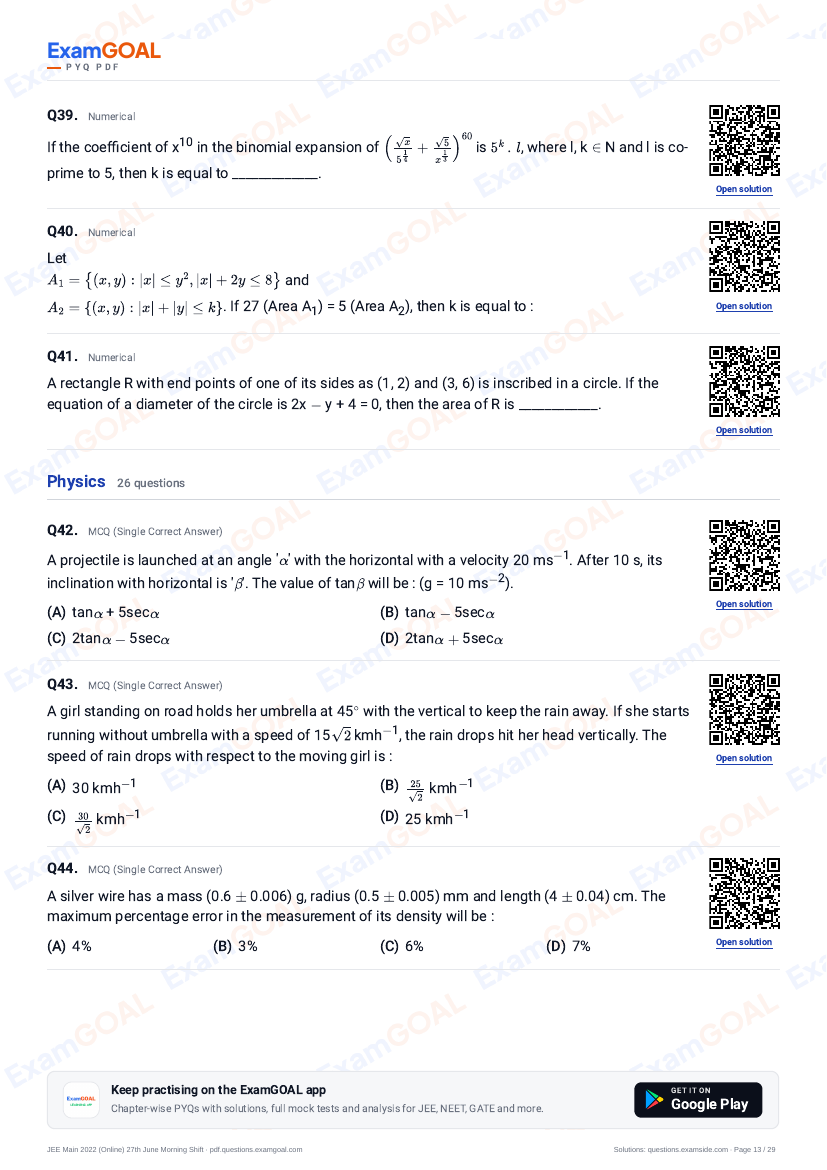 ExamGOAL
PYQ PDF
Q39. Numerical
If the coefficient of x^10 in the binomial expansion of (√x/5^(1/4) + √5/x^(1/3))^60 is 5^k . l, where l, k ∈ N and l is co-
prime to 5, then k is equal to ____________.
Open solution
Q40. Numerical
Let
A₁ = {(x, y) : |x| ≤ y², |x| + 2y ≤ 8} and
A₂ = {(x, y) : |x| + |y| ≤ k}. If 27 (Area A₁) = 5 (Area A₂), then k is equal to :
Open solution
Q41. Numerical
A rectangle R with end points of one of its sides as (1, 2) and (3, 6) is inscribed in a circle. If the
equation of a diameter of the circle is 2x − y + 4 = 0, then the area of R is ___________.
Open solution
Physics 26 questions
Q42. MCQ (Single Correct Answer)
A projectile is launched at an angle 'α' with the horizontal with a velocity 20 ms⁻¹. After 10 s, its
inclination with horizontal is 'β'. The value of tanβ will be : (g = 10 ms⁻²).
(A) tanα + 5secα (B) tanα − 5secα
(C) 2tanα − 5secα (D) 2tanα + 5secα
Open solution
Q43. MCQ (Single Correct Answer)
A girl standing on road holds her umbrella at 45° with the vertical to keep the rain away. If she starts
running without umbrella with a speed of 15√2 kmh⁻¹, the rain drops hit her head vertically. The
speed of rain drops with respect to the moving girl is :
(A) 30 kmh⁻¹ (B) 25/√2 kmh⁻¹
(C) 30/√2 kmh⁻¹ (D) 25 kmh⁻¹
Open solution
Q44. MCQ (Single Correct Answer)
A silver wire has a mass (0.6 ± 0.006) g, radius (0.5 ± 0.005) mm and length (4 ± 0.04) cm. The
maximum percentage error in the measurement of its density will be :
(A) 4% (B) 3% (C) 6% (D) 7%
Open solution
ExamGOAL
Keep practising on the ExamGOAL app
Chapter-wise PYQs with solutions, full mock tests and analysis for JEE, NEET, GATE and more.
GET IT ON
Google Play
JEE Main 2022 (Online) 27th June Morning Shift · pdf.questions.examgoal.com
Solutions: questions.examside.com · Page 13 / 29